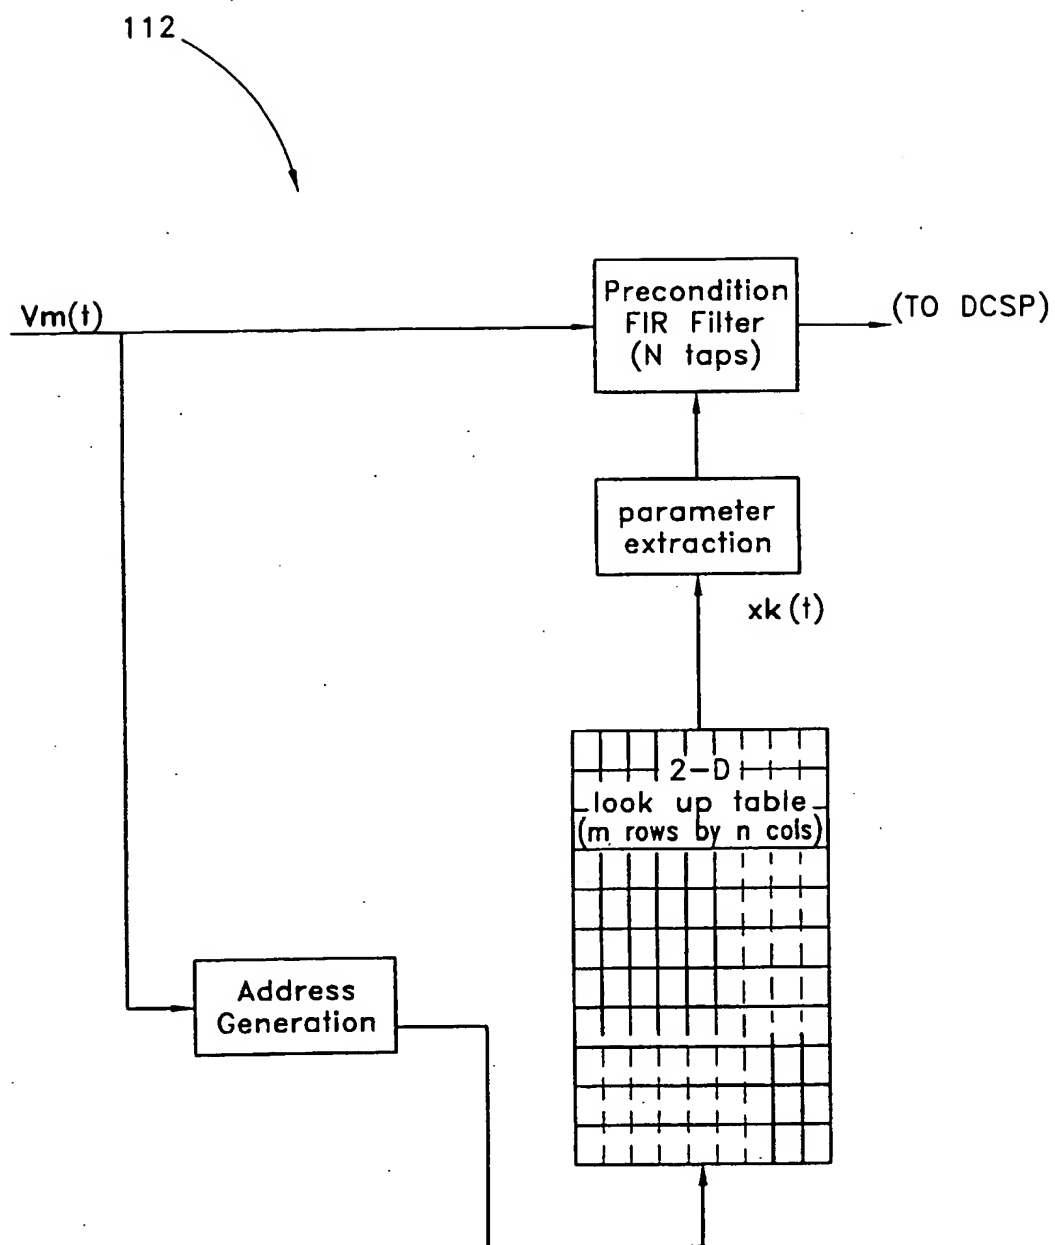 112
Vm(t)
Precondition
FIR Filter
(N taps)
(TO DCSP)
parameter
extraction
xk(t)
2-D
look up table
(m rows by n cols)
Address
Generation